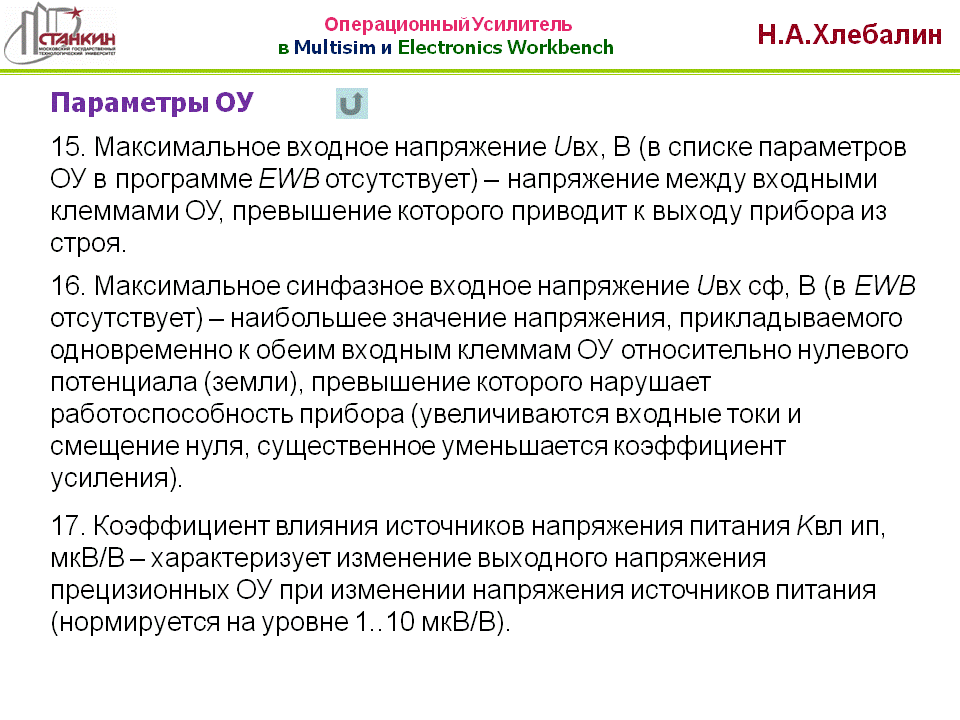 СТАНКИН
МОСКОВСКИЙ ГОСУДАРСТВЕННЫЙ
ТЕХНОЛОГИЧЕСКИЙ УНИВЕРСИТЕТ
Операционный Усилитель
в Multisim и Electronics Workbench
Н.А.Хлебалин
Параметры ОУ
15. Максимальное входное напряжение Uвх, В (в списке параметров
ОУ в программе EWB отсутствует) – напряжение между входными
клеммами ОУ, превышение которого приводит к выходу прибора из
строя.
16. Максимальное синфазное входное напряжение Uвх сф, В (в EWB
отсутствует) – наибольшее значение напряжения, прикладываемого
одновременно к обеим входным клеммам ОУ относительно нулевого
потенциала (земли), превышение которого нарушает
работоспособность прибора (увеличиваются входные токи и
смещение нуля, существенное уменьшается коэффициент
усиления).
17. Коэффициент влияния источников напряжения питания Kвл ип,
мкВ/В – характеризует изменение выходного напряжения
прецизионных ОУ при изменении напряжения источников питания
(нормируется на уровне 1..10 мкВ/В).